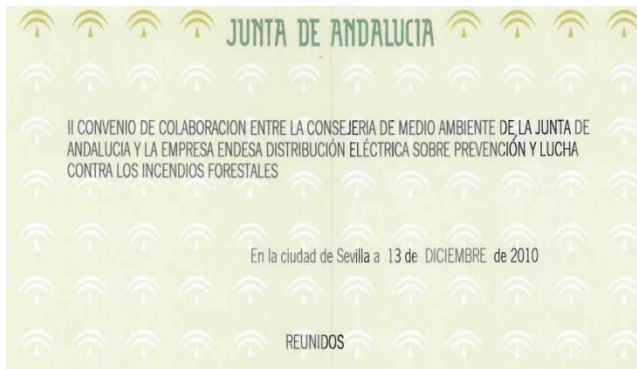 JUNTA DE ANDALUCIA
II CONVENIO DE COLABORACION ENTRE LA CONSEJERIA DE MEDIO AMBIENTE DE LA JUNTA DE
ANDALUCIA Y LA EMPRESA ENDESA DISTRIBUCIÓN ELÉCTRICA SOBRE PREVENCIÓN Y LUCHA
CONTRA LOS INCENDIOS FORESTALES
En la ciudad de Sevilla a 13 de DICIEMBRE de 2010
REUNIDOS